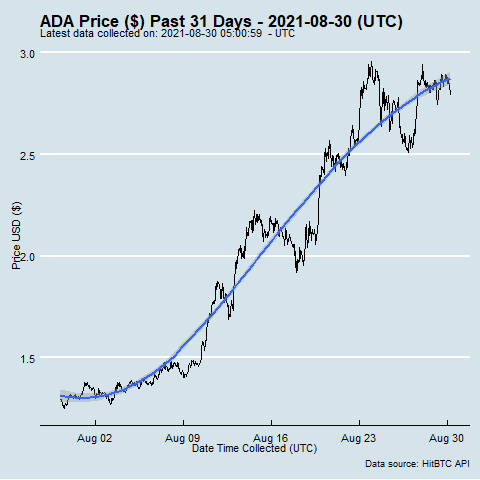 ADA Price ($) Past 31 Days - 2021-08-30 (UTC)
Latest data collected on: 2021-08-30 05:00:59 - UTC
3.0
2.5
2.0
1.5
Price USD ($)
Aug 02
Aug 09
Aug 16
Aug 23
Aug 30
Date Time Collected (UTC)
Data source: HitBTC API